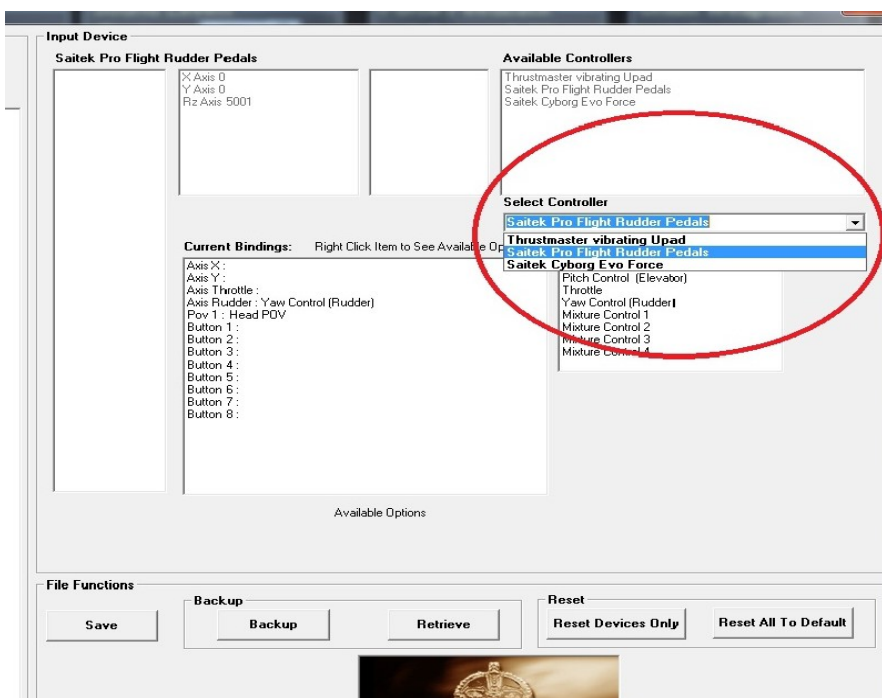 Input Device
Saitek Pro Flight Rudder Pedals
X Axis 0
Y Axis 0
Rz Axis 5001
Available Controllers
Thrustmaster vibrating Upad
Saitek Pro Flight Rudder Pedals
Saitek Cyborg Evo Force
Select Controller
Saitek Pro Flight Rudder Pedals
Thrustmaster vibrating Upad
Saitek Pro Flight Rudder Pedals
Saitek Cyborg Evo Force
Current Bindings: Right Click Item to See Available Op
Axis X :
Axis Y :
Axis Throttle :
Axis Rudder : Yaw Control (Rudder)
Pov 1 : Head POV
Button 1 :
Button 2 :
Button 3 :
Button 4 :
Button 5 :
Button 6 :
Button 7 :
Button 8 :
Pitch Control (Elevator)
Throttle
Yaw Control (Rudder)
Mixture Control 1
Mixture Control 2
Mixture Control 3
Mixture Control 4
Available Options
File Functions
Save
Backup
Backup
Retrieve
Reset
Reset Devices Only
Reset All To Default